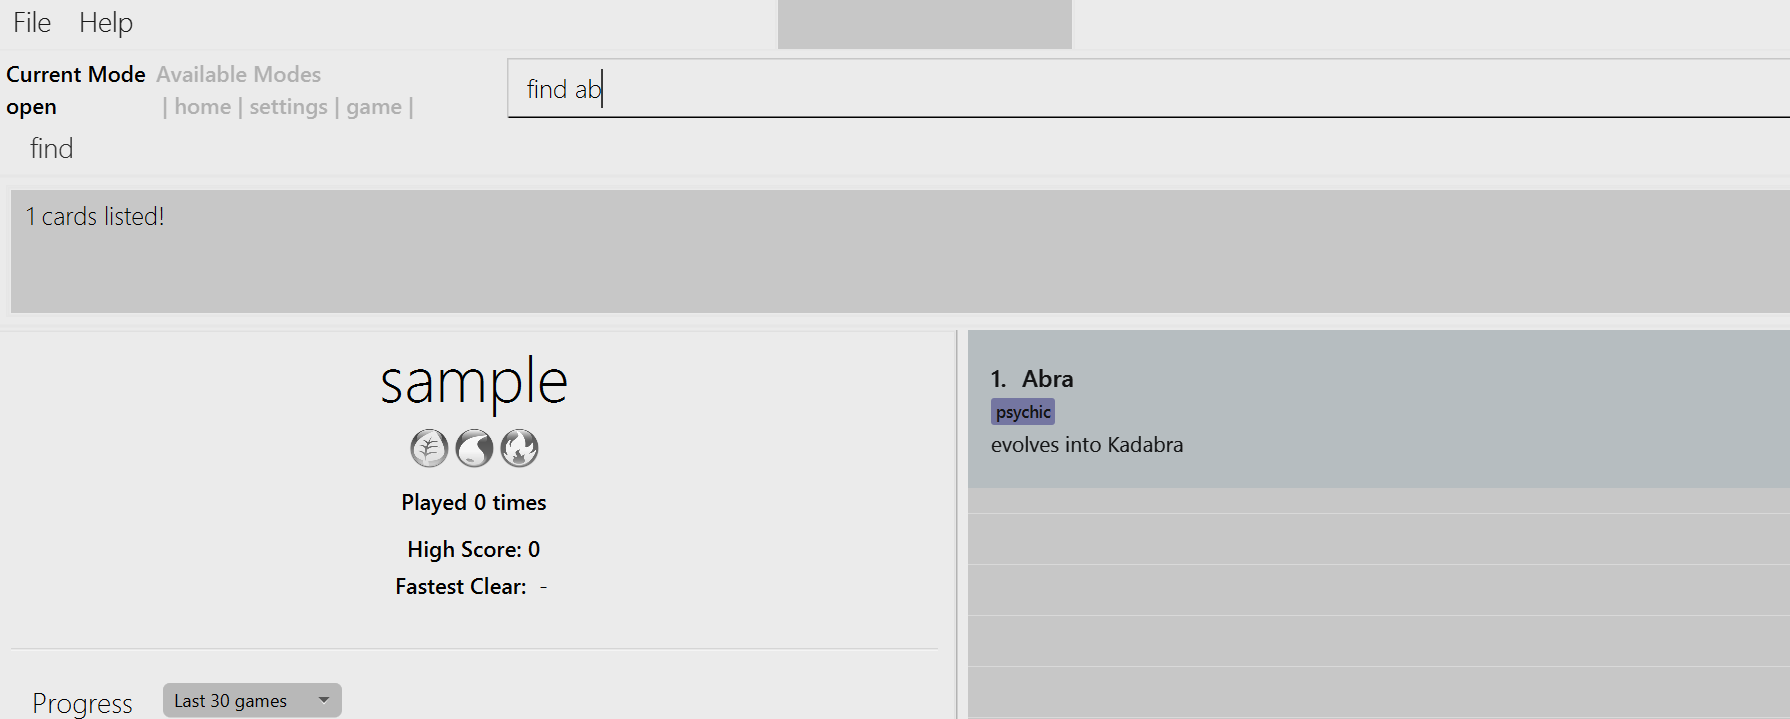 File Help
Current Mode Available Modes
open | home | settings | game |
find ab
find
1 cards listed!
sample
Played 0 times
High Score: 0
Fastest Clear: -
Progress Last 30 games
1. Abra
psychic
evolves into Kadabra